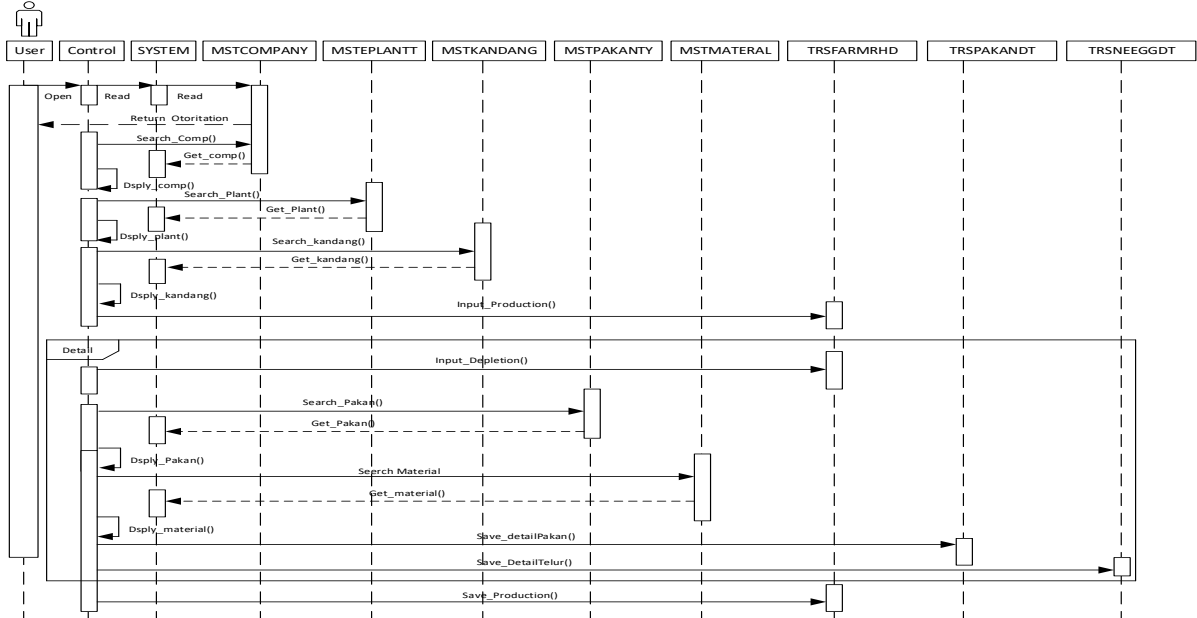 User Control SYSTEM MSTCOMPANY MSTEPLANTT MSTKANDANG MSTPAKANTY MSTMATERAL TRSFARMRHD TRSPAKANDT TRSNEEGGDT
Open Read Read
Return Otoritation
Search_Comp()
Get_comp()
Dsply_comp()
Search_Plant()
Get_Plant()
Dsply_plant()
Search_kandang()
Get_kandang()
Dsply_kandang()
Input_Production()
Detail
Input_Depletion()
Search_Pakan()
Get_Pakan()
Dsply_Pakan()
Seerch Material
Get_material()
Dsply_material()
Save_detailPakan()
Save_DetailTelur()
Save_Production()